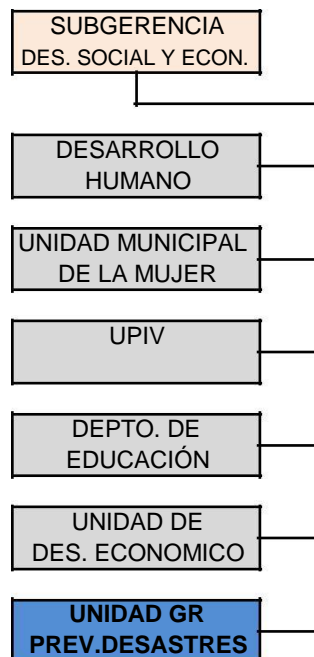 SUBGERENCIA
DES. SOCIAL Y ECON.
DESARROLLO
HUMANO
UNIDAD MUNICIPAL
DE LA MUJER
UPIV
DEPTO. DE
EDUCACIÓN
UNIDAD DE
DES. ECONOMICO
UNIDAD GR
PREV.DESASTRES